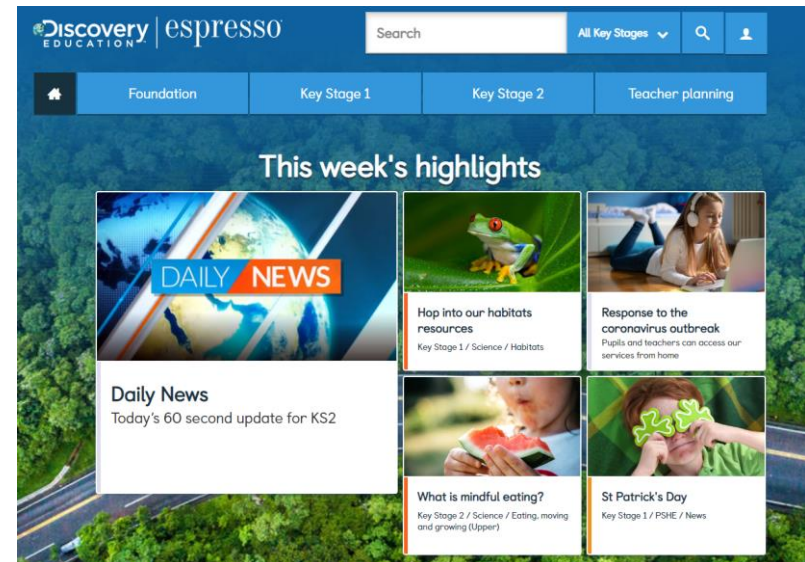 Discovery
EDUCATION
espresso
Search
All Key Stages
Foundation
Key Stage 1
Key Stage 2
Teacher planning
This week's highlights
DAILY NEWS
Daily News
Today's 60 second update for KS2
Hop into our habitats
resources
Key Stage 1 / Science / Habitats
Response to the
coronavirus outbreak
Pupils and teachers can access our
services from home
What is mindful eating?
Key Stage 2 / Science / Eating, moving
and growing (Upper)
St Patrick's Day
Key Stage 1 / PSHE / News